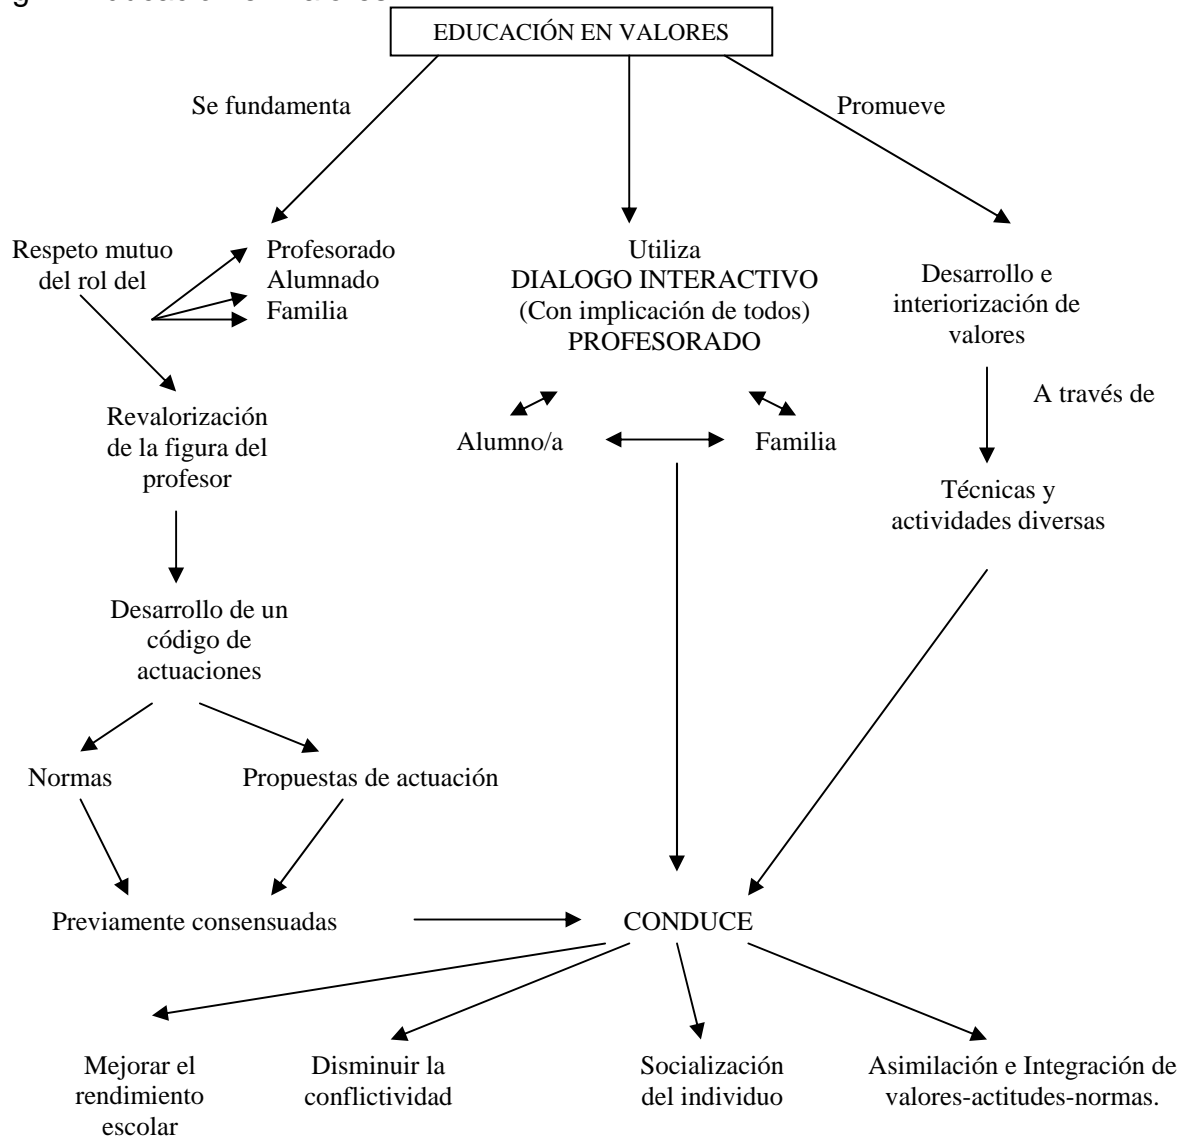 EDUCACIÓN EN VALORES
Se fundamenta
Promueve
Respeto mutuo
del rol del
Profesorado
Alumnado
Familia
Utiliza
DIALOGO INTERACTIVO
(Con implicación de todos)
PROFESORADO
Desarrollo e
interiorización de
valores
A través de
Revalorización
de la figura del
profesor
Alumno/a
Familia
Técnicas y
actividades diversas
Desarrollo de un
código de
actuaciones
Normas
Propuestas de actuación
Previamente consensuadas
CONDUCE
Mejorar el
rendimiento
escolar
Disminuir la
conflictividad
Socialización
del individuo
Asimilación e Integración de
valores-actitudes-normas.